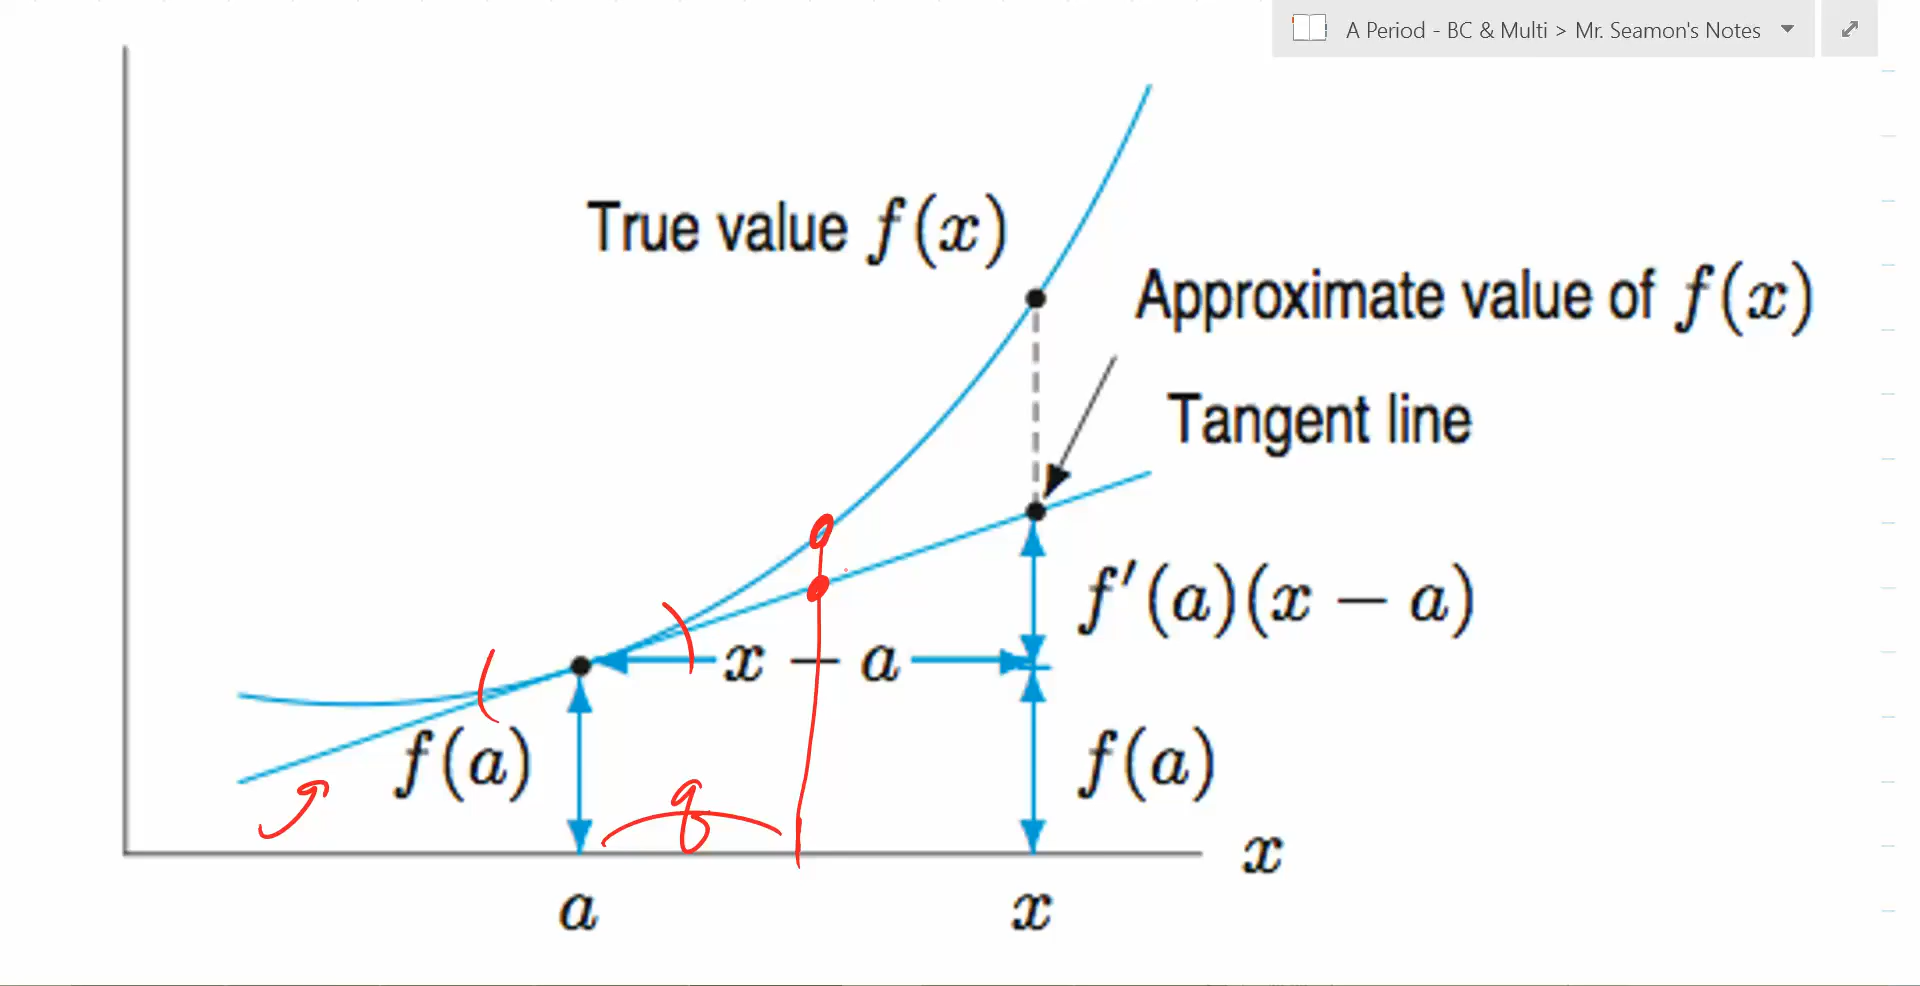 A Period - BC & Multi > Mr. Seamon's Notes
True value f(x)
Approximate value of f(x)
Tangent line
f′(a)(x − a)
x − a
f(a)
f(a)
x
a
x